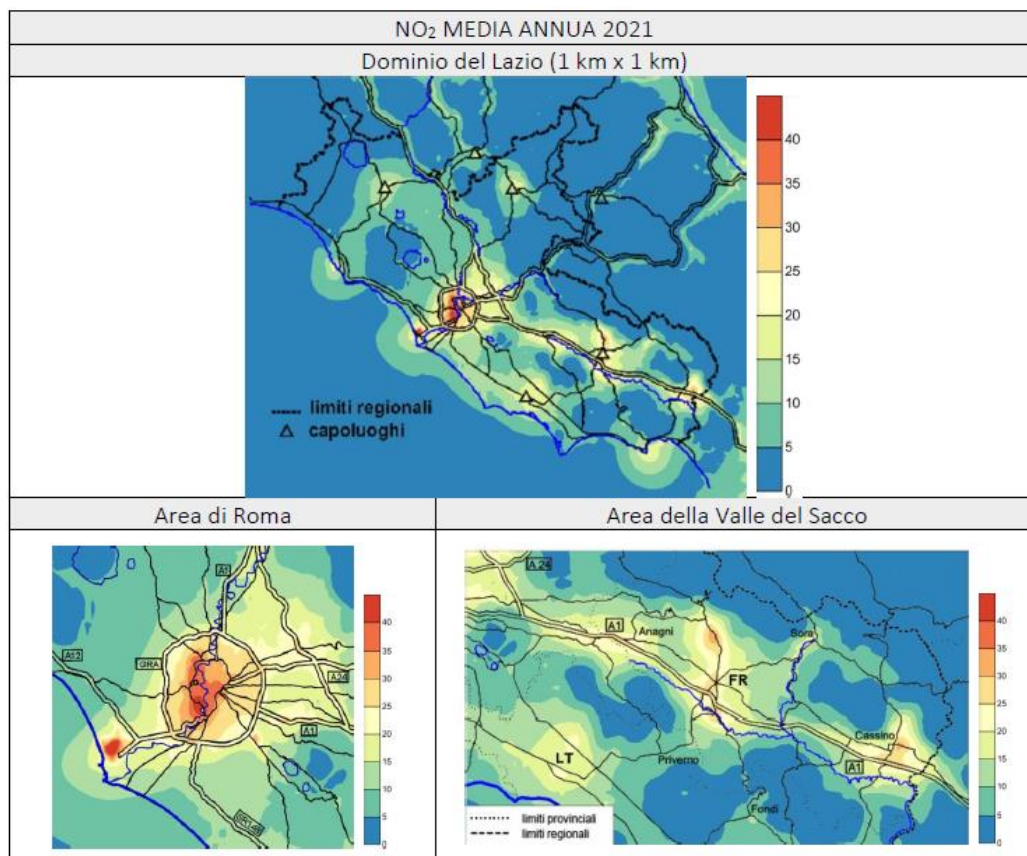 NO₂ MEDIA ANNUA 2021
Dominio del Lazio (1 km x 1 km)
40
35
30
25
20
15
10
5
0
limiti regionali
capoluoghi
Area di Roma
Area della Valle del Sacco
A1
GRA
A12
A24
A1
SR148
40
35
30
25
20
15
10
5
0
A 24
A1
Anagni
Sora
FR
LT
Priverno
Cassino
A1
Fondi
limiti provinciali
limiti regionali
40
35
30
25
20
15
10
5
0